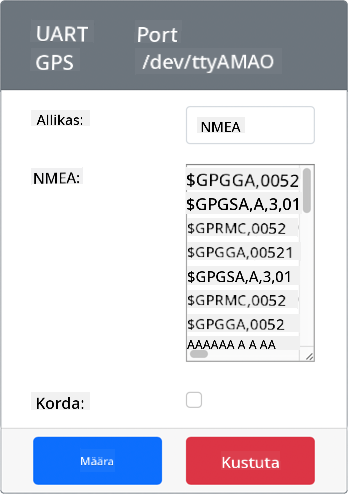 UART Port
GPS /dev/ttyAMAO
Allikas:
NMEA
NMEA:
$GPGGA,0052
$GPGSA,A,3,01
$GPRMC,0052
$GPGGA,00521
$GPGSA,A,3,01
$GPRMC,0052
$GPGGA,0052
AAAAAA A A AA
Korda:
Määra Kustuta